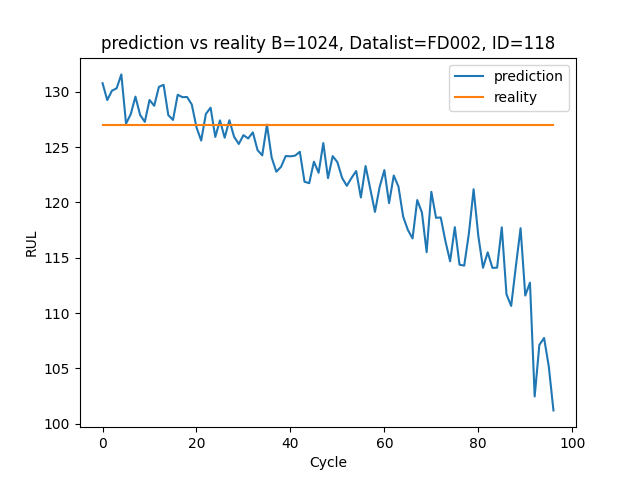 prediction vs reality B=1024, Datalist=FD002, ID=118
prediction
reality
RUL
130
125
120
115
110
105
100
0 20 40 60 80 100
Cycle